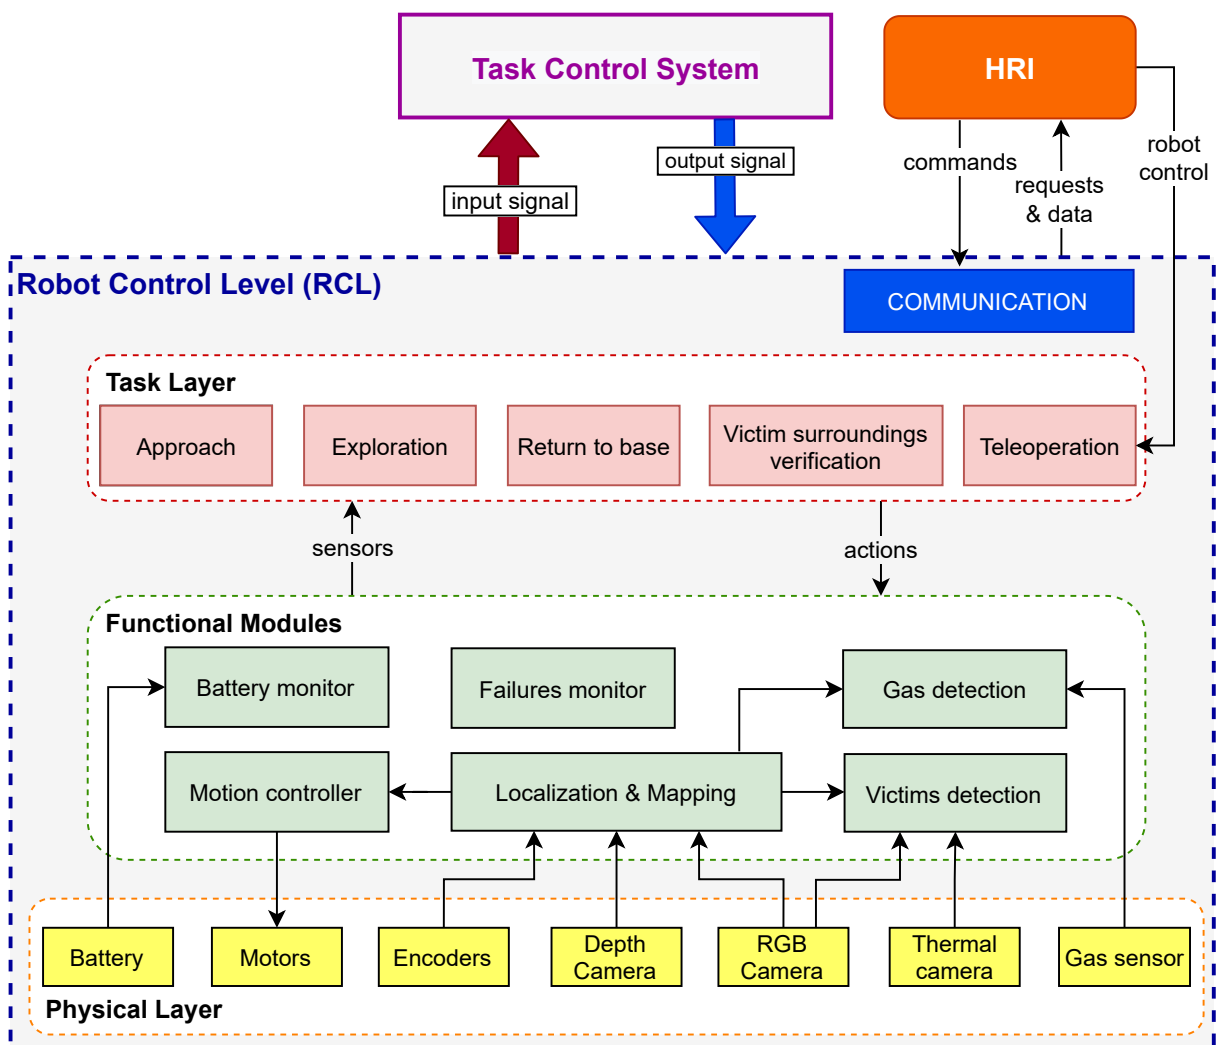 Task Control System
HRI
input signal
output signal
commands
requests
& data
robot
control
Robot Control Level (RCL)
COMMUNICATION
Task Layer
Approach
Exploration
Return to base
Victim surroundings
verification
Teleoperation
sensors
actions
Functional Modules
Battery monitor
Failures monitor
Gas detection
Motion controller
Localization & Mapping
Victims detection
Battery
Motors
Encoders
Depth
Camera
RGB
Camera
Thermal
camera
Gas sensor
Physical Layer